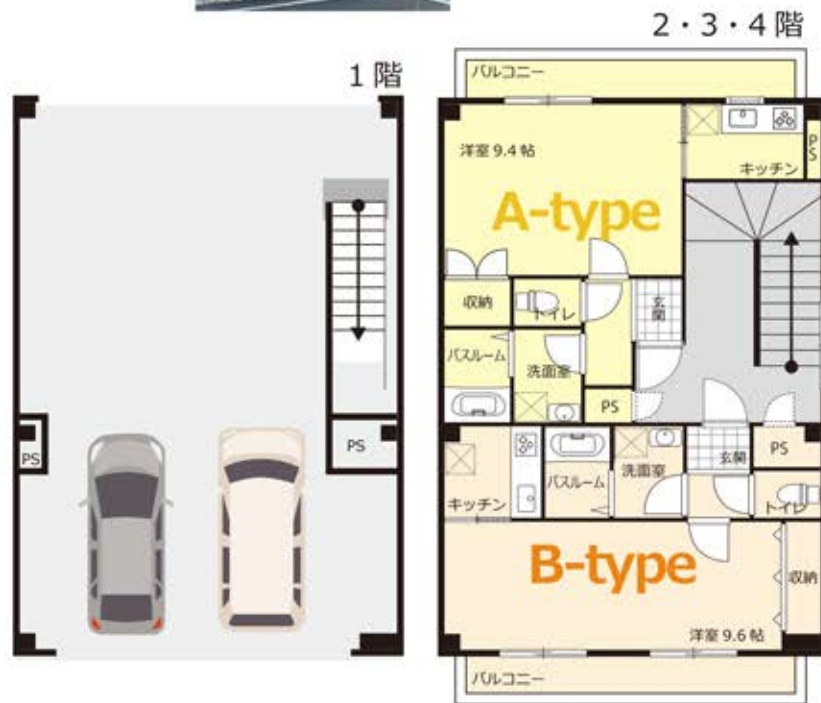 2・3・4階
1階
バルコニー
洋室 9.4 帖
キッチン
PS
A-type
収納
トイレ
玄関
バスルーム
洗面室
PS
PS
PS
キッチン
バスルーム
洗面室
玄関
PS
トイレ
B-type
収納
洋室 9.6 帖
バルコニー